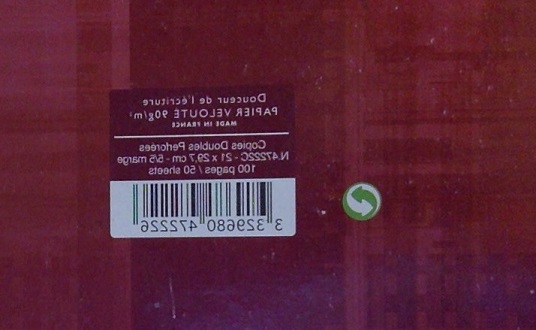 Douceur de l'écriture
PAPIER VELOUTÉ 90g/m²
MADE IN FRANCE
Copies Doubles Perforées
N.47222C - 21 x 29,7 cm - 5/5 marge
100 pages / 50 sheets
3 329680 472226